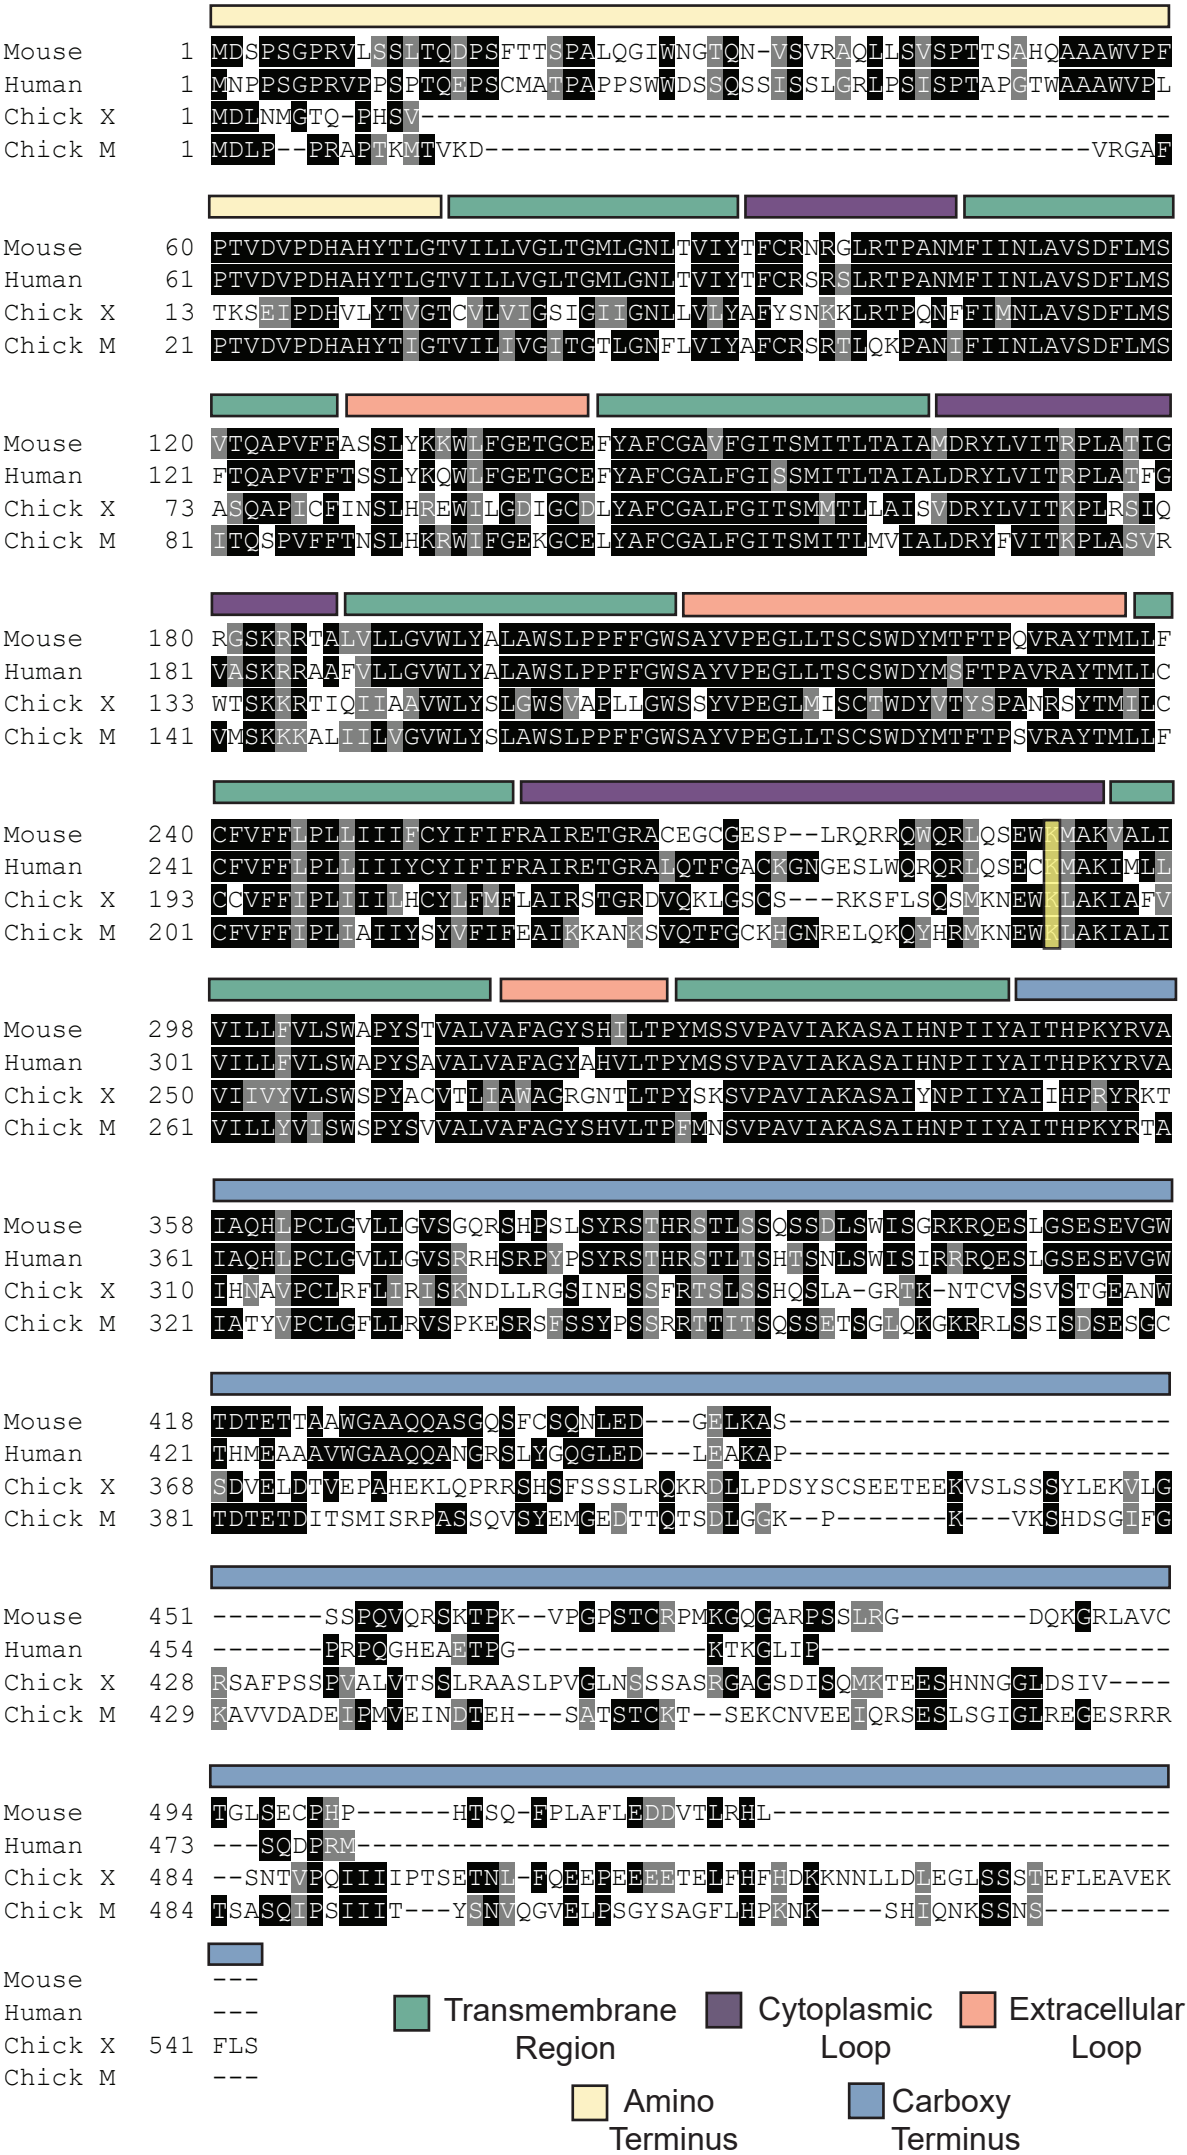 Mouse 1 MDSPSGPRVLSSLTQDPSFTTSPALQGIWNGTQN-VSVRAQLLSVSPTTSAHQAAAWVPF
Human 1 MNPPSGPRVPPSPTQEPSCMATPAPPSWWDSSQSSISSLGRLPSISPTAPGTWAAAWVPL
Chick X 1 MDLNMGTQ-PHSV-----------------------------------------------
Chick M 1 MDLP--PRAPTKMTVKD--------------------------------------VRGAF
Mouse 60 PTVDVPDHAHYTLGTVILLVGLTGMLGNLTVIYTFCRNRGLRTPANMFIINLAVSDFLMS
Human 61 PTVDVPDHAHYTLGTVILLVGLTGMLGNLTVIYTFCRSRSLRTPANMFIINLAVSDFLMS
Chick X 13 TKSEIPDHVLYTVGTCVLVIGSIGIIGNLLVLYAFYSNKKLRTPQNFFIMNLAVSDFLMS
Chick M 21 PTVDVPDHAHYTIGTVILIVGITGTLGNFLVIYAFCRSRTLQKPANIFIINLAVSDFLMS
Mouse 120 VTQAPVFFASSLYKKWLFGETGCEFYAFCGAVFGITSMITLTAIAMDRYLVITRPLATIG
Human 121 FTQAPVFFTSSLYKQWLFGETGCEFYAFCGALFGISSMITLTAIALDRYLVITRPLATFG
Chick X 73 ASQAPICFINSLHREWILGDIGCDLYAFCGALFGITSMMTLLAISVDRYLVITKPLRSIQ
Chick M 81 ITQSPVFFTNSLHKRWIFGEKGCELYAFCGALFGITSMITLMVIALDRYFVITKPLASVR
Mouse 180 RGSKRRTALVLLGVWLYALAWSLPPFFGWSAYVPEGLLTSCSWDYMTFTPQVRAYTMLLF
Human 181 VASKRRAAFVLLGVWLYALAWSLPPFFGWSAYVPEGLLTSCSWDYMSFTPAVRAYTMLLC
Chick X 133 WTSKKRTIQIIAAVWLYSLGWSVAPLLGWSSYVPEGLMISCTWDYVTYSPANRSYTMILC
Chick M 141 VMSKKKALIILVGVWLYSLAWSLPPFFGWSAYVPEGLLTSCSWDYMTFTPSVRAYTMLLF
Mouse 240 CFVFFLPLLIIIFCYIFIFRAIRETGRACEGCGESP--LRQRRQWQRLQSEWKMAKVALI
Human 241 CFVFFLPLLIIIYCYIFIFRAIRETGRALQTFGACKGNGESLWQRQRLQSECKMAKIMLL
Chick X 193 CCVFFIPLIIILHCYLFMFLAIRSTGRDVQKLGSCS---RKSFLSQSMKNEWKLAKIAFV
Chick M 201 CFVFFIPLIAIIYSYVFIFEAIKKANKSVQTFGCKHGNRELQKQYHRMKNEWKLAKIALI
Mouse 298 VILLFVLSWAPYSTVALVAFAGYSHILTPYMSSVPAVIAKASAIHNPIIYAITHPKYRVA
Human 301 VILLFVLSWAPYSAVALVAFAGYAHVLTPYMSSVPAVIAKASAIHNPIIYAITHPKYRVA
Chick X 250 VIIVYVLSWSPYACVTLIAWAGRGNTLTPYSKSVPAVIAKASAIYNPIIYAIIHPRYRKT
Chick M 261 VILLYVISWSPYSVVALVAFAGYSHVLTPFMNSVPAVIAKASAIHNPIIYAITHPKYRTA
Mouse 358 IAQHLPCLGVLLGVSGQRSHPSLSYRSTHRSTLSSQSSDLSWISGRKRQESLGSESEVGW
Human 361 IAQHLPCLGVLLGVSRRHSRPYPSYRSTHRSTLTSHTSNLSWISIRRRQESLGSESEVGW
Chick X 310 IHNAVPCLRFLIRISKNDLLRGSINESSFRTSLSSHQSLA-GRTK-NTCVSSVSTGEANW
Chick M 321 IATYVPCLGFLLRVSPKESRSFSSYPSSRRTTITSQSSETSGLQKGKRRLSSISDSESGC
Mouse 418 TDTETTAAWGAAQQASGQSFCSQNLED---GELKAS------------------------
Human 421 THMEAAAVWGAAQQANGRSLYGQGLED---LEAKAP------------------------
Chick X 368 SDVELDTVEPAHEKLQPRRSHSFSSSLRQKRDLLPDSYSCSEETEEKVSLSSSYLEKVLG
Chick M 381 TDTETDITSMISRPASSQVSYEMGEDTTQTSDLGGK--P-------K---VKSHDSGIFG
Mouse 451 -------SSPQVQRSKTPK--VPGPSTCRPMKGQGARPSSLRG--------DQKGRLAVC
Human 454 -------PRPQGHEAETPG------------KTKGLIP----------------------
Chick X 428 RSAFPSSPVALVTSSLRAASLPVGLNSSSASRGAGSDISQMKTEESHNNGGLDSIV----
Chick M 429 KAVVDADEIPMVEINDTEH---SATSTCKT--SEKCNVEEIQRSESLSGIGLREGESRRR
Mouse 494 TGLSECPHP------HTSQ-FPLAFLEDDVTLRHL-------------------------
Human 473 ---SQDPRM---------------------------------------------------
Chick X 484 --SNTVPQIIIIPTSETNL-FQEEPEEEETELFHFHDKKNNLLDLEGLSSSTEFLEAVEK
Chick M 484 TSASQIPSIIIT---YSNVQGVELPSGYSAGFLHPKNK----SHIQNKSSNS--------
Mouse ---
Human ---
Chick X 541 FLS
Chick M ---
Transmembrane Region
Cytoplasmic Loop
Extracellular Loop
Amino Terminus
Carboxy Terminus